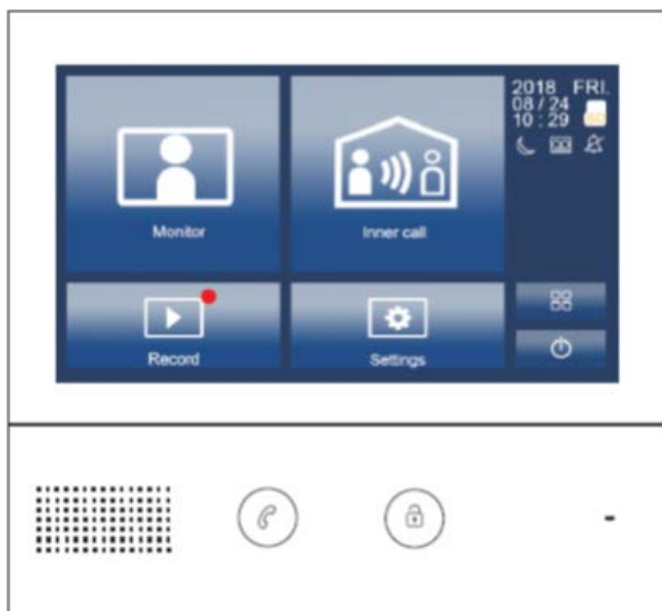 2018 FRI.
08/24
10:29
Monitor
Inner call
Record
Settings